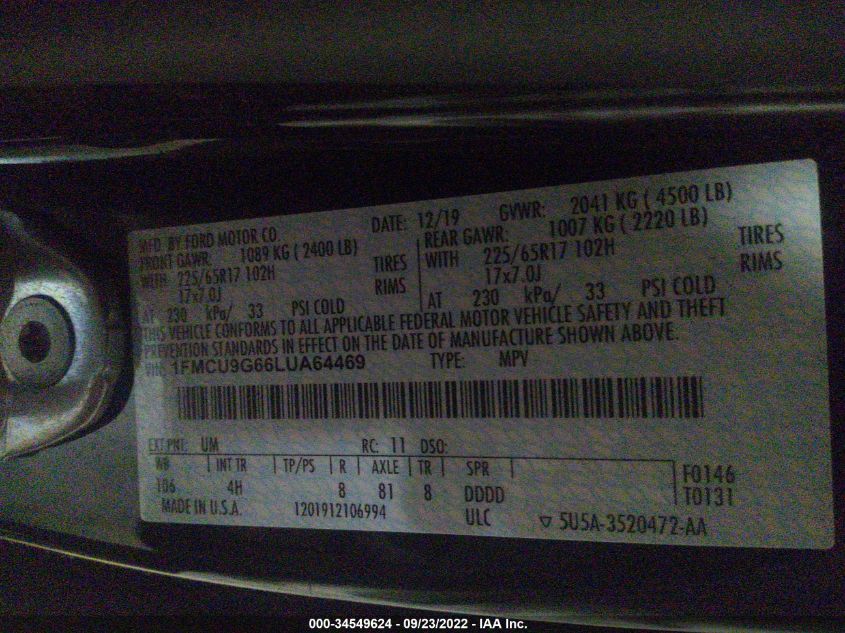 MFD. BY FORD MOTOR CO. DATE: 12/19 GVWR: 2041 KG ( 4500 LB)
FRONT GAWR: 1089 KG ( 2400 LB) REAR GAWR: 1007 KG ( 2220 LB)
WITH 225/65R17 102H TIRES WITH 225/65R17 102H TIRES
17x7.0J RIMS 17x7.0J RIMS
AT 230 kPa/ 33 PSI COLD AT 230 kPa/ 33 PSI COLD
THIS VEHICLE CONFORMS TO ALL APPLICABLE FEDERAL MOTOR VEHICLE SAFETY AND THEFT
PREVENTION STANDARDS IN EFFECT ON THE DATE OF MANUFACTURE SHOWN ABOVE.
VIN: 1FMCU9G66LUA64469 TYPE: MPV
EXT PNT: UM RC: 11 DSO:
WB INT TR TP/PS R AXLE TR SPR
106 4H 8 81 8 DDDD
F0146
T0131
MADE IN U.S.A. 1201912106994 ULC ▽ 5U5A-3520472-AA
000-34549624 - 09/23/2022 - IAA Inc.